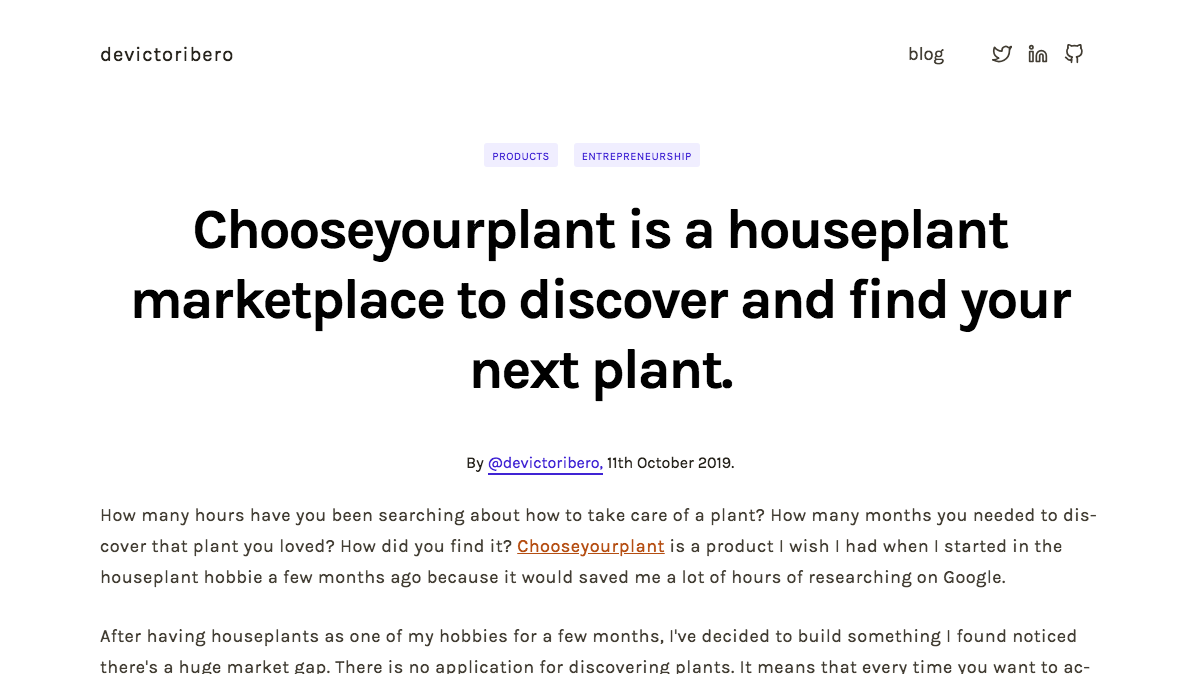 devictoribero
blog
PRODUCTS ENTREPRENEURSHIP
Chooseyourplant is a houseplant
marketplace to discover and find your
next plant.
By @devictoribero, 11th October 2019.
How many hours have you been searching about how to take care of a plant? How many months you needed to dis-
cover that plant you loved? How did you find it? Chooseyourplant is a product I wish I had when I started in the
houseplant hobbie a few months ago because it would saved me a lot of hours of researching on Google.
After having houseplants as one of my hobbies for a few months, I've decided to build something I found noticed
there's a huge market gap. There is no application for discovering plants. It means that every time you want to ac-